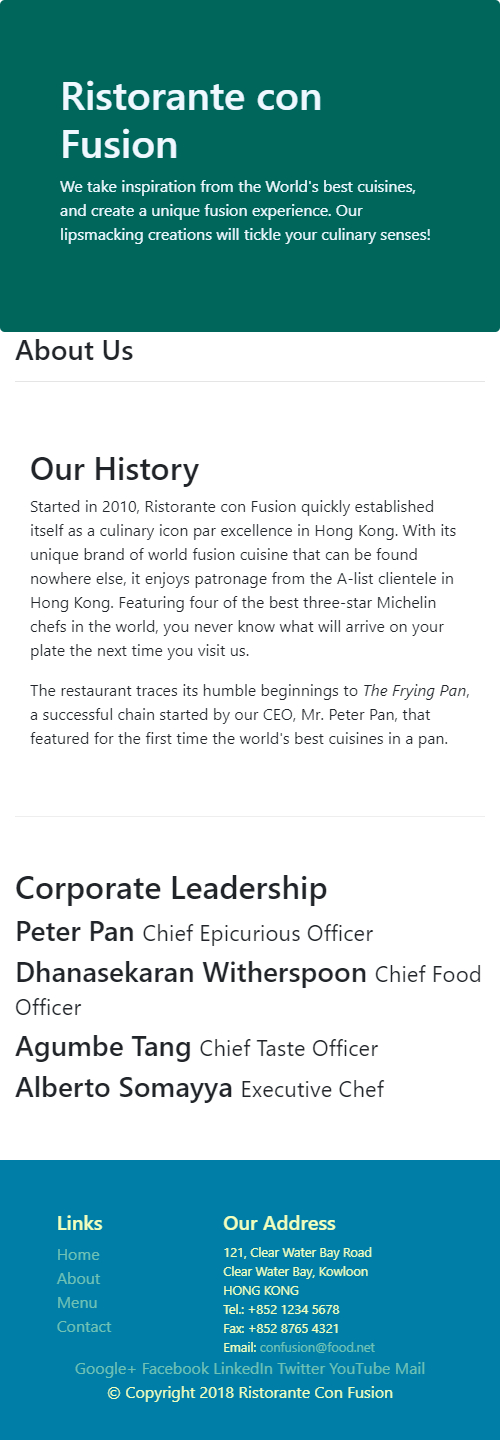 Ristorante con
Fusion
We take inspiration from the World's best cuisines,
and create a unique fusion experience. Our
lipsmacking creations will tickle your culinary senses!
About Us
Our History
Started in 2010, Ristorante con Fusion quickly established
itself as a culinary icon par excellence in Hong Kong. With its
unique brand of world fusion cuisine that can be found
nowhere else, it enjoys patronage from the A-list clientele in
Hong Kong. Featuring four of the best three-star Michelin
chefs in the world, you never know what will arrive on your
plate the next time you visit us.
The restaurant traces its humble beginnings to The Frying Pan,
a successful chain started by our CEO, Mr. Peter Pan, that
featured for the first time the world's best cuisines in a pan.
Corporate Leadership
Peter Pan Chief Epicurious Officer
Dhanasekaran Witherspoon Chief Food
Officer
Agumbe Tang Chief Taste Officer
Alberto Somayya Executive Chef
Links
Home
About
Menu
Contact
Our Address
121, Clear Water Bay Road
Clear Water Bay, Kowloon
HONG KONG
Tel.: +852 1234 5678
Fax: +852 8765 4321
Email: confusion@food.net
Google+ Facebook LinkedIn Twitter YouTube Mail
© Copyright 2018 Ristorante Con Fusion